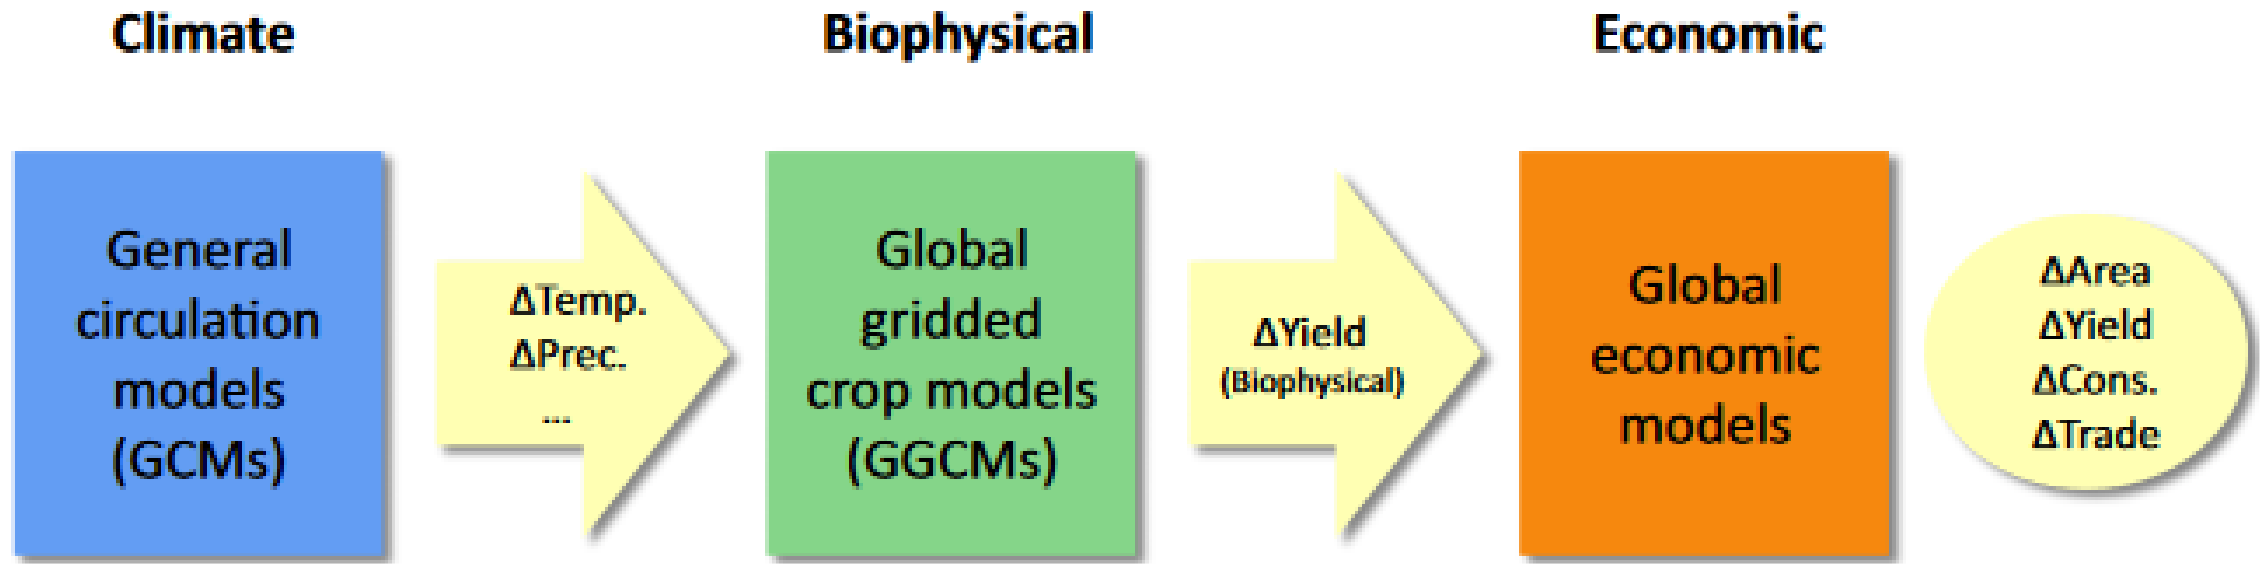 Climate
Biophysical
Economic
General
circulation
models
(GCMs)
ΔTemp.
ΔPrec.
...
Global
gridded
crop models
(GGCMs)
ΔYield
(Biophysical)
Global
economic
models
ΔArea
ΔYield
ΔCons.
ΔTrade